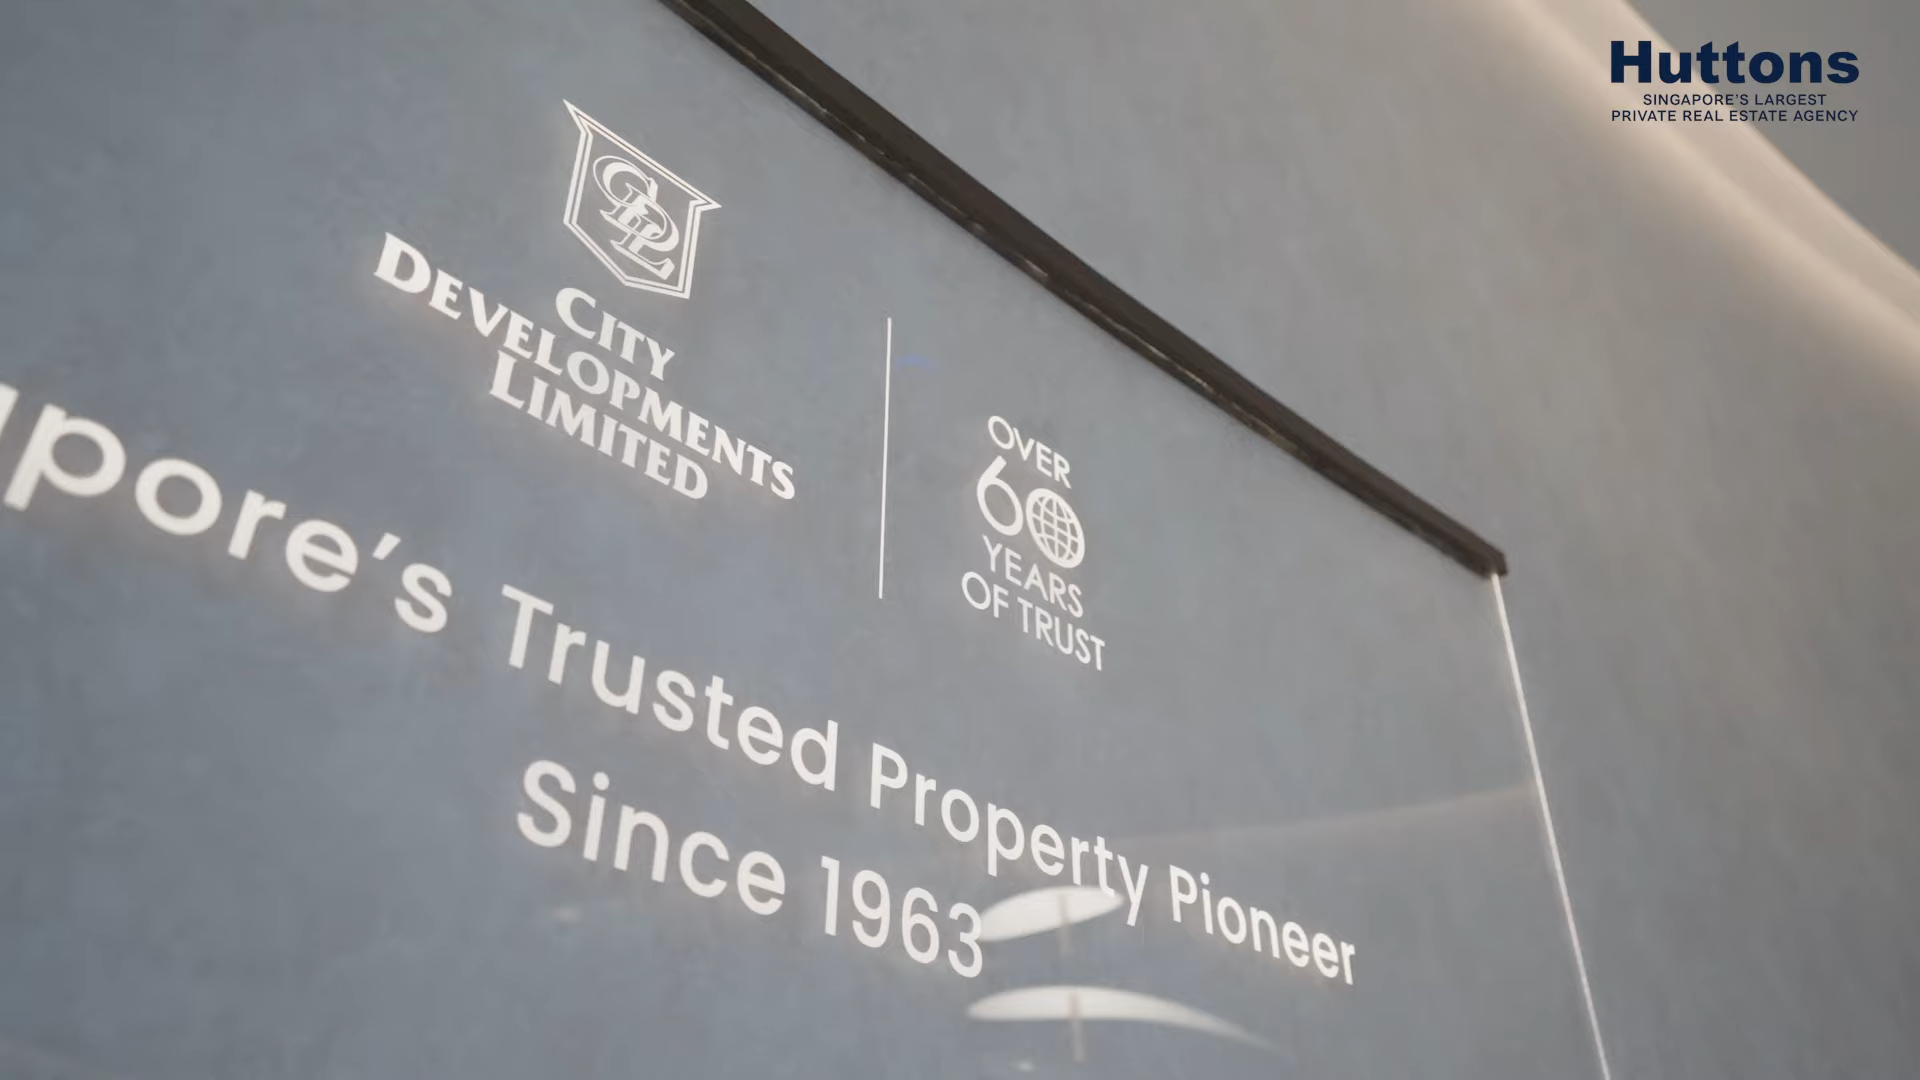 Huttons
SINGAPORE'S LARGEST
PRIVATE REAL ESTATE AGENCY
CDL
CITY
DEVELOPMENTS
LIMITED
OVER
60
YEARS
OF TRUST
pore's Trusted Property Pioneer
Since 1963